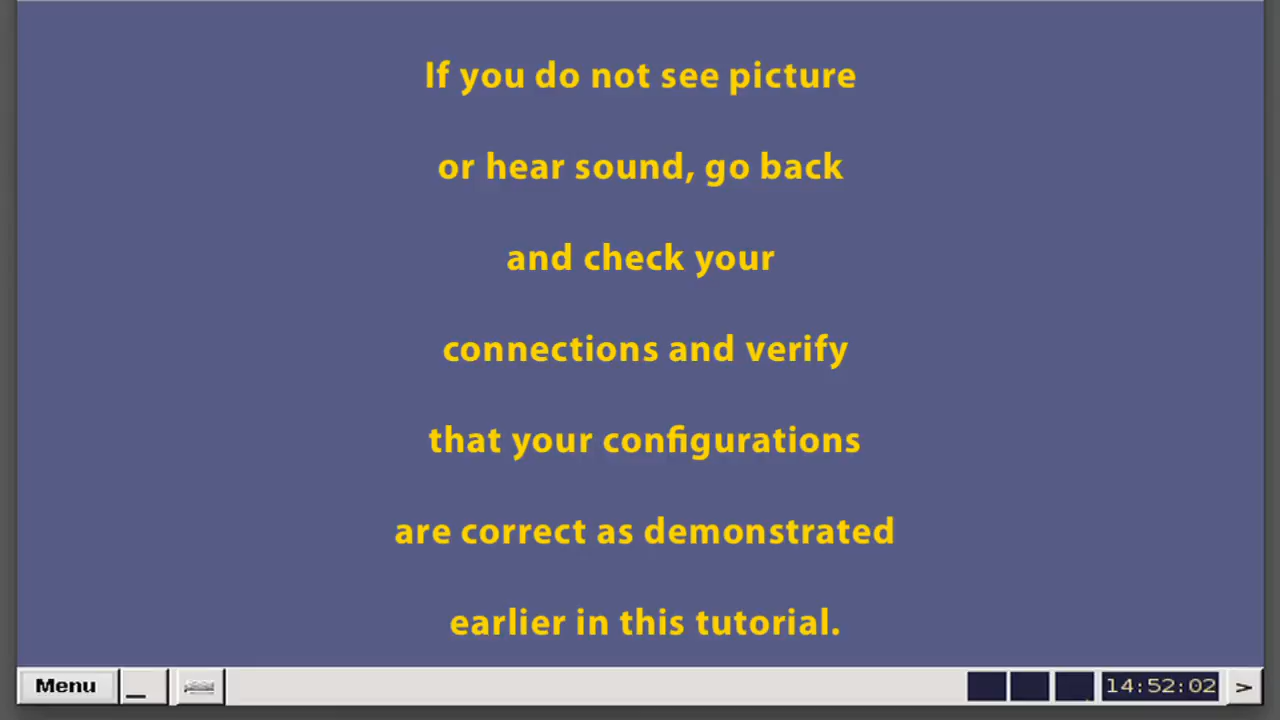 If you do not see picture
or hear sound, go back
and check your
connections and verify
that your configurations
are correct as demonstrated
earlier in this tutorial.
Menu _ 14:52:02 >